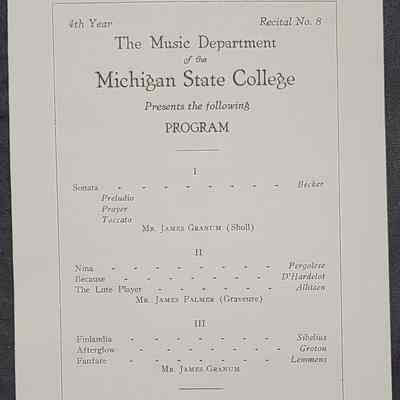 4th Year Recital No. 8
The Music Department
of the
Michigan State College
Presents the following
PROGRAM
I
Sonata - - - - - - - - Becker
Preludio
Prayer
Toccato
Mr. James Granum (Sholl)
II
Nina - - - - - - - - Pergolese
Because - - - - - - - D'Hardelot
The Lute Player - - - - - - Allitsen
Mr. James Palmer (Graveure)
III
Finlandia - - - - - - - Sibelius
Afterglow - - - - - - - Groton
Fanfare - - - - - - - Lemmens
Mr. James Granum